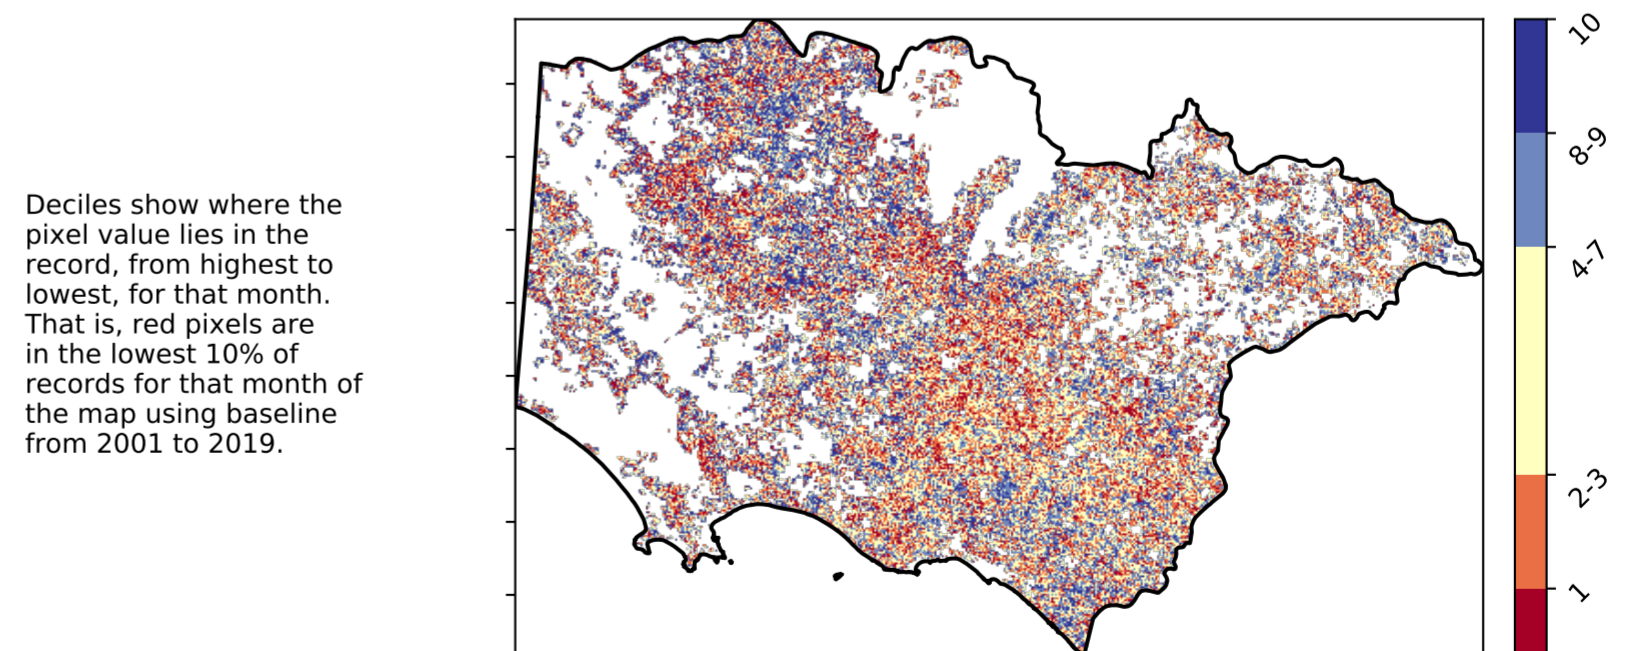 Deciles show where the
pixel value lies in the
record, from highest to
lowest, for that month.
That is, red pixels are
in the lowest 10% of
records for that month of
the map using baseline
from 2001 to 2019.
10
8-9
4-7
2-3
1